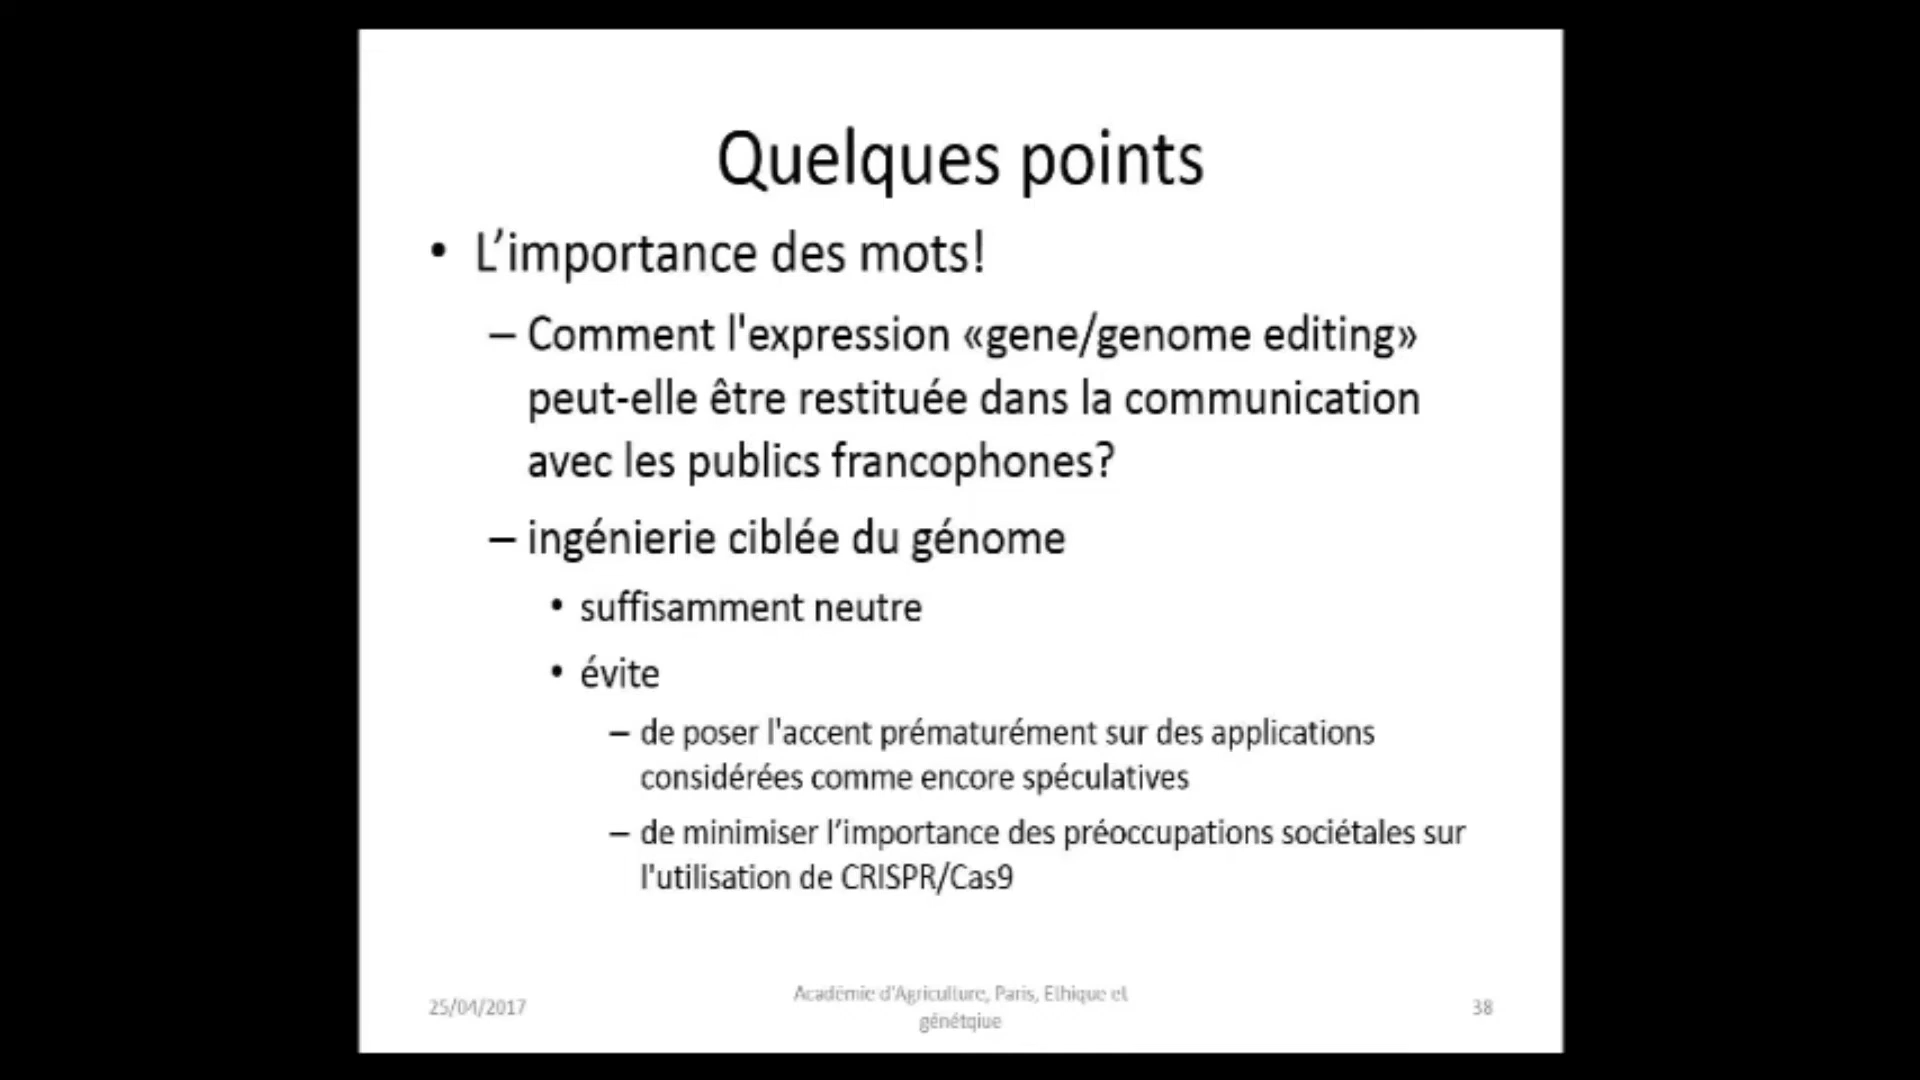 Quelques points
• L’importance des mots!
– Comment l'expression «gene/genome editing»
peut-elle être restituée dans la communication
avec les publics francophones?
– ingénierie ciblée du génome
• suffisamment neutre
• évite
– de poser l'accent prématurément sur des applications
considérées comme encore spéculatives
– de minimiser l’importance des préoccupations sociétales sur
l'utilisation de CRISPR/Cas9
25/04/2017
Académie d'Agriculture, Paris, Ethique et
génétqiue
38